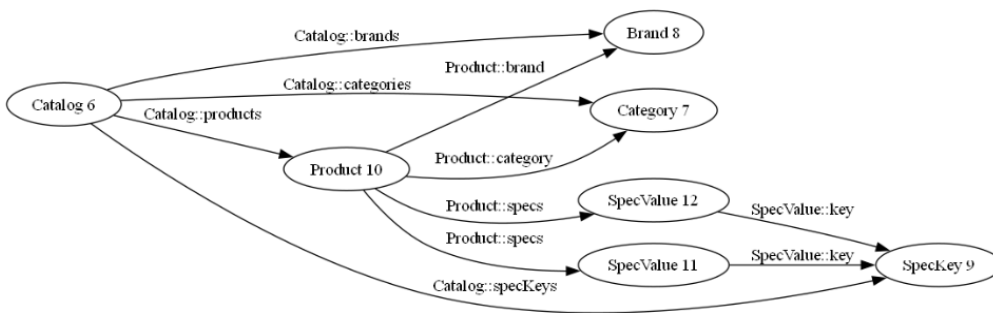 Catalog::brands
Brand 8
Product::brand
Catalog::categories
Catalog 6
Category 7
Catalog::products
Product::category
Product 10
Product::specs
SpecValue 12
SpecValue::key
Product::specs
SpecValue::key
SpecValue 11
SpecKey 9
Catalog::specKeys